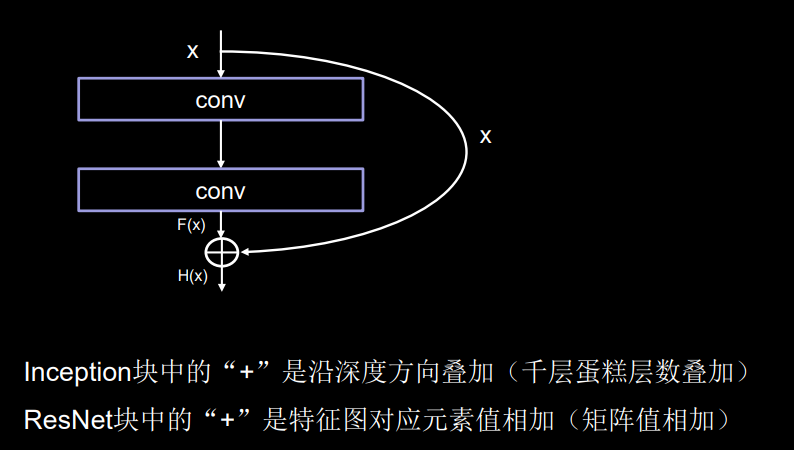 x
conv
x
conv
F(x)
H(x)
Inception块中的“+”是沿深度方向叠加（千层蛋糕层数叠加）
ResNet块中的“+”是特征图对应元素值相加（矩阵值相加）